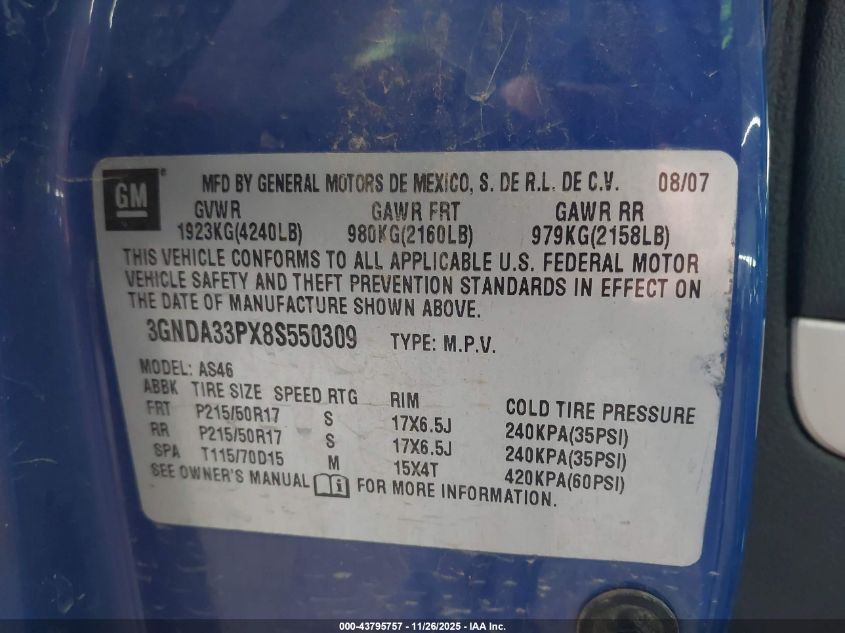 GM
MFD BY GENERAL MOTORS DE MEXICO, S. DE R.L. DE C.V. 08/07
GVWR GAWR FRT GAWR RR
1923KG(4240LB) 980KG(2160LB) 979KG(2158LB)
THIS VEHICLE CONFORMS TO ALL APPLICABLE U.S. FEDERAL MOTOR
VEHICLE SAFETY AND THEFT PREVENTION STANDARDS IN EFFECT ON
THE DATE OF MANUFACTURE SHOWN ABOVE.
3GNDA33PX8S550309 TYPE: M.P.V.
MODEL: AS46
ABBK TIRE SIZE SPEED RTG RIM COLD TIRE PRESSURE
FRT P215/50R17 S 17X6.5J 240KPA(35PSI)
RR P215/50R17 S 17X6.5J 240KPA(35PSI)
SPA T115/70D15 M 15X4T 420KPA(60PSI)
SEE OWNER'S MANUAL FOR MORE INFORMATION.
000-43795757 - 11/26/2025 - IAA Inc.